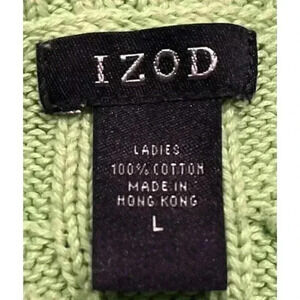 IZOD
LADIES
100% COTTON
MADE IN
HONG KONG
L